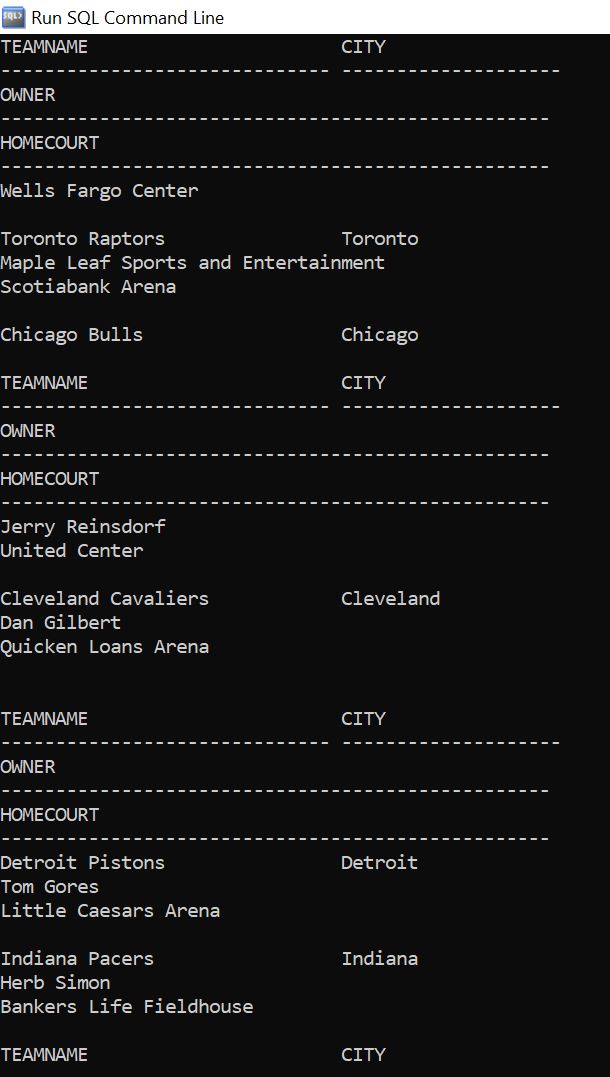 SQL> Run SQL Command Line
TEAMNAME                       CITY
------------------------------ --------------------
OWNER
--------------------------------------------------
HOMECOURT
--------------------------------------------------
Wells Fargo Center
Toronto Raptors                Toronto
Maple Leaf Sports and Entertainment
Scotiabank Arena
Chicago Bulls                  Chicago
TEAMNAME                       CITY
------------------------------ --------------------
OWNER
--------------------------------------------------
HOMECOURT
--------------------------------------------------
Jerry Reinsdorf
United Center
Cleveland Cavaliers            Cleveland
Dan Gilbert
Quicken Loans Arena
TEAMNAME                       CITY
------------------------------ --------------------
OWNER
--------------------------------------------------
HOMECOURT
--------------------------------------------------
Detroit Pistons                Detroit
Tom Gores
Little Caesars Arena
Indiana Pacers                 Indiana
Herb Simon
Bankers Life Fieldhouse
TEAMNAME                       CITY